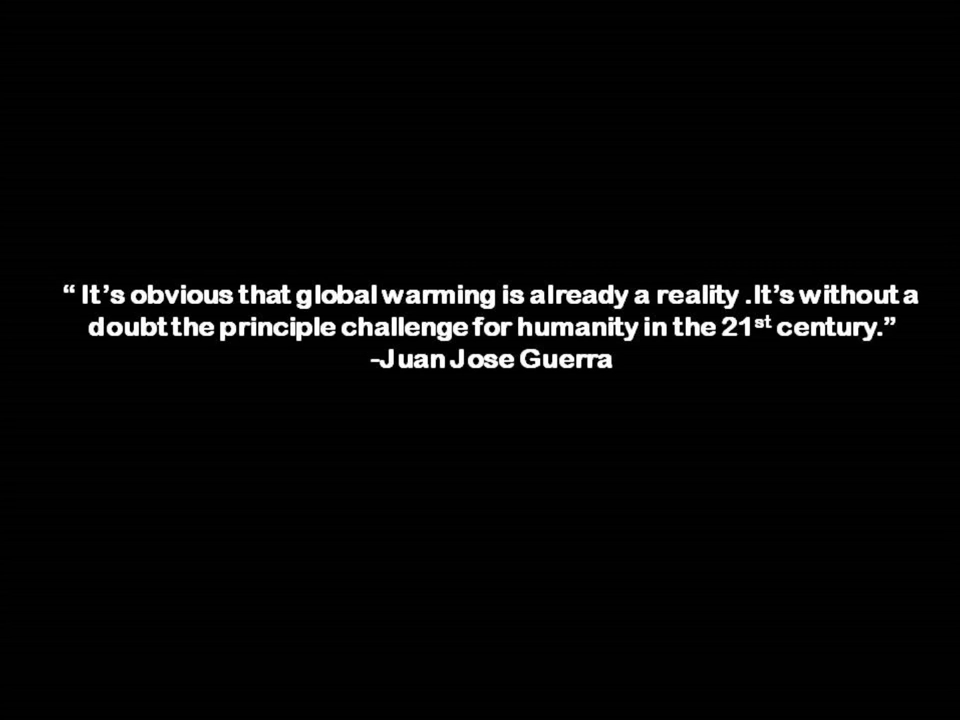 “ It’s obvious that global warming is already a reality .It’s without a
doubt the principle challenge for humanity in the 21st century.”
-Juan Jose Guerra